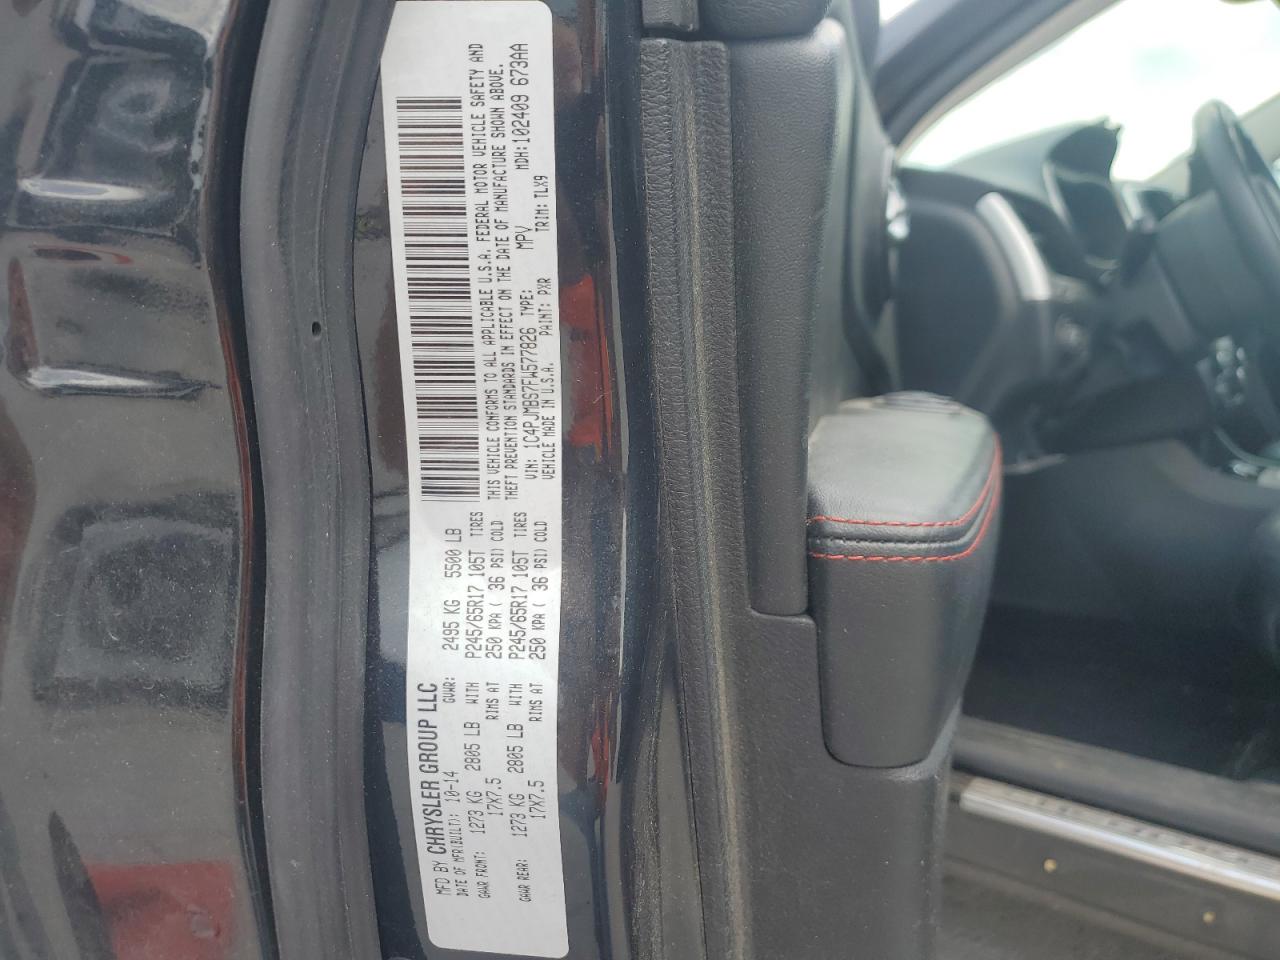 MFD BY CHRYSLER GROUP LLC
DATE OF MFR(BUILT): 10-14 GVWR: 2495 KG 5500 LB
GAWR FRONT: 1273 KG 2805 LB WITH P245/65R17 105T TIRES
17X7.5 RIMS AT 250 KPA ( 36 PSI) COLD
GAWR REAR: 1273 KG 2805 LB WITH P245/65R17 105T TIRES
17X7.5 RIMS AT 250 KPA ( 36 PSI) COLD
THIS VEHICLE CONFORMS TO ALL APPLICABLE U.S.A. FEDERAL MOTOR VEHICLE SAFETY AND
THEFT PREVENTION STANDARDS IN EFFECT ON THE DATE OF MANUFACTURE SHOWN ABOVE.
VIN: 1C4PJMBS7FW577826 TYPE: MPV MDH:102409 673AA
VEHICLE MADE IN U.S.A. PAINT: PXR TRIM: TLX9